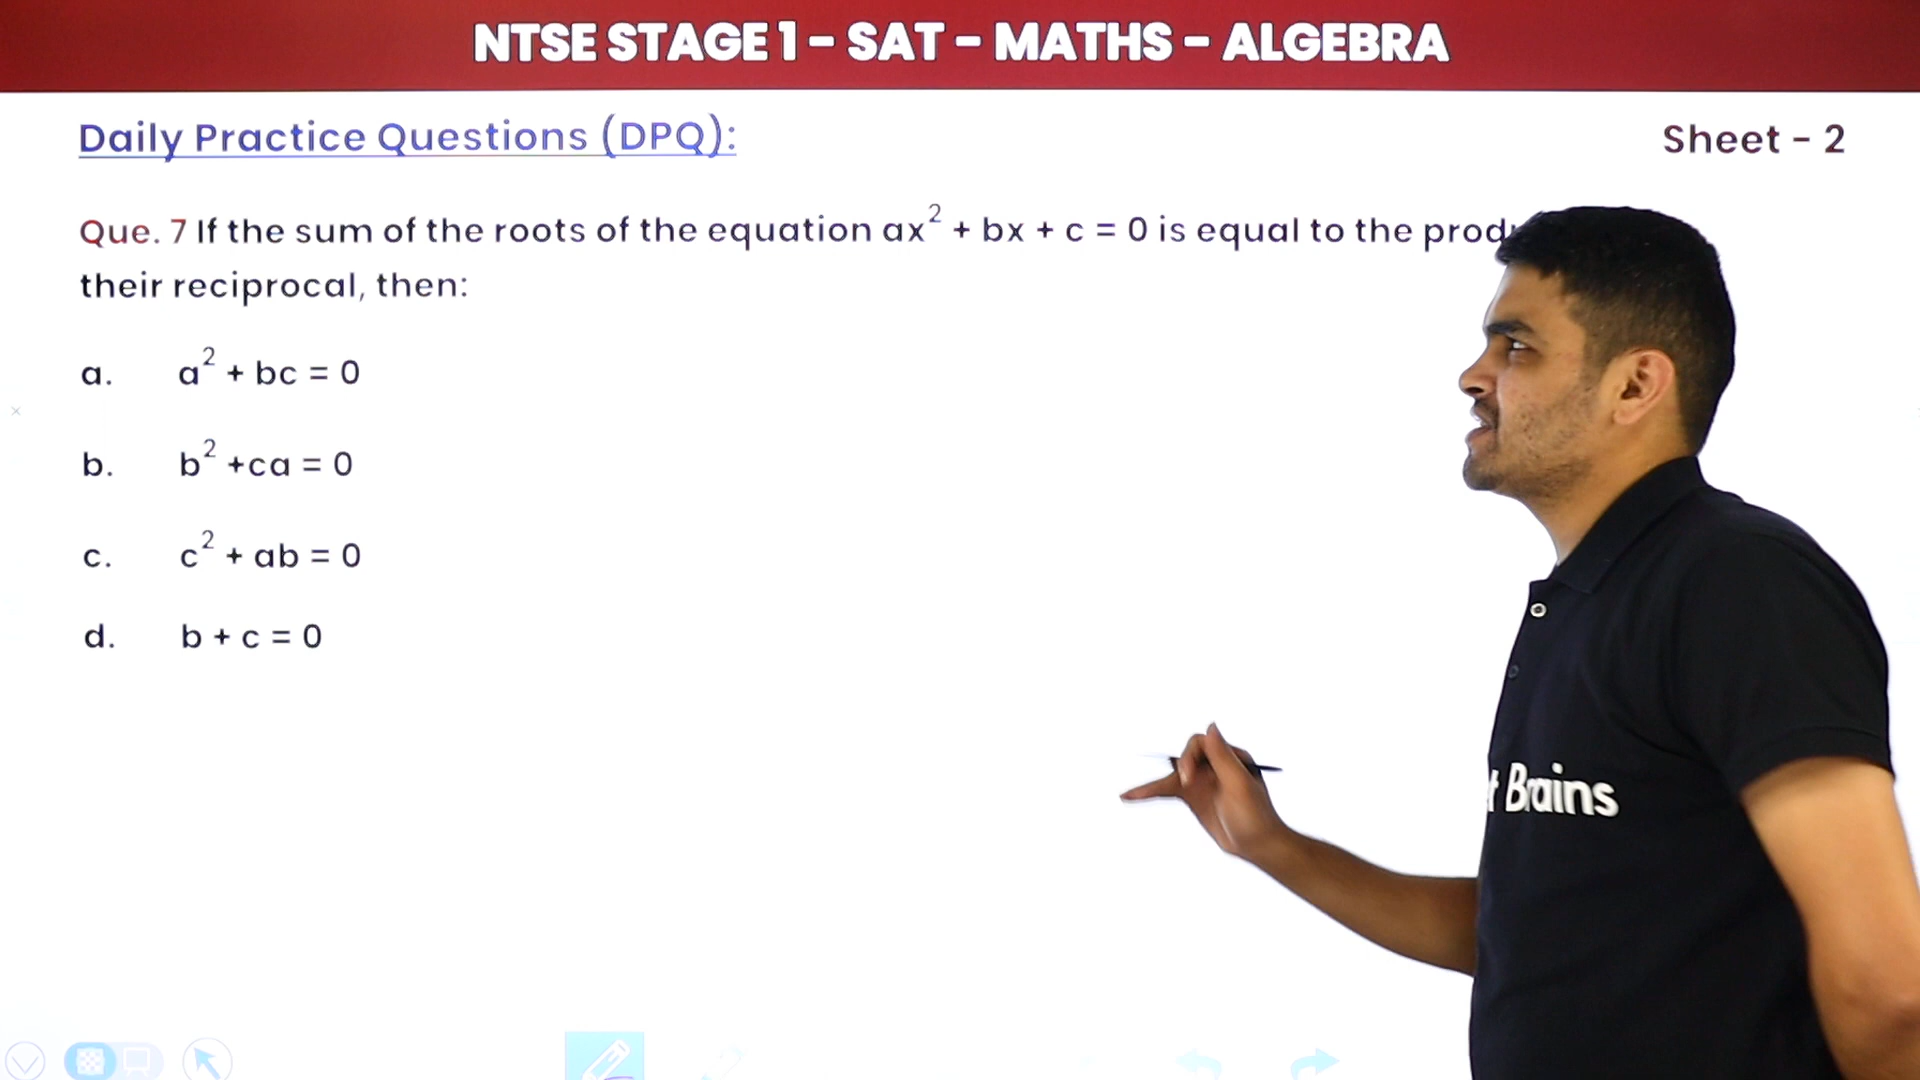 NTSE STAGE 1 – SAT – MATHS – ALGEBRA
Daily Practice Questions (DPQ):
Sheet - 2
Que. 7 If the sum of the roots of the equation ax² + bx + c = 0 is equal to the
their reciprocal, then:
a. a² + bc = 0
b. b² +ca = 0
c. c² + ab = 0
d. b + c = 0
Brains